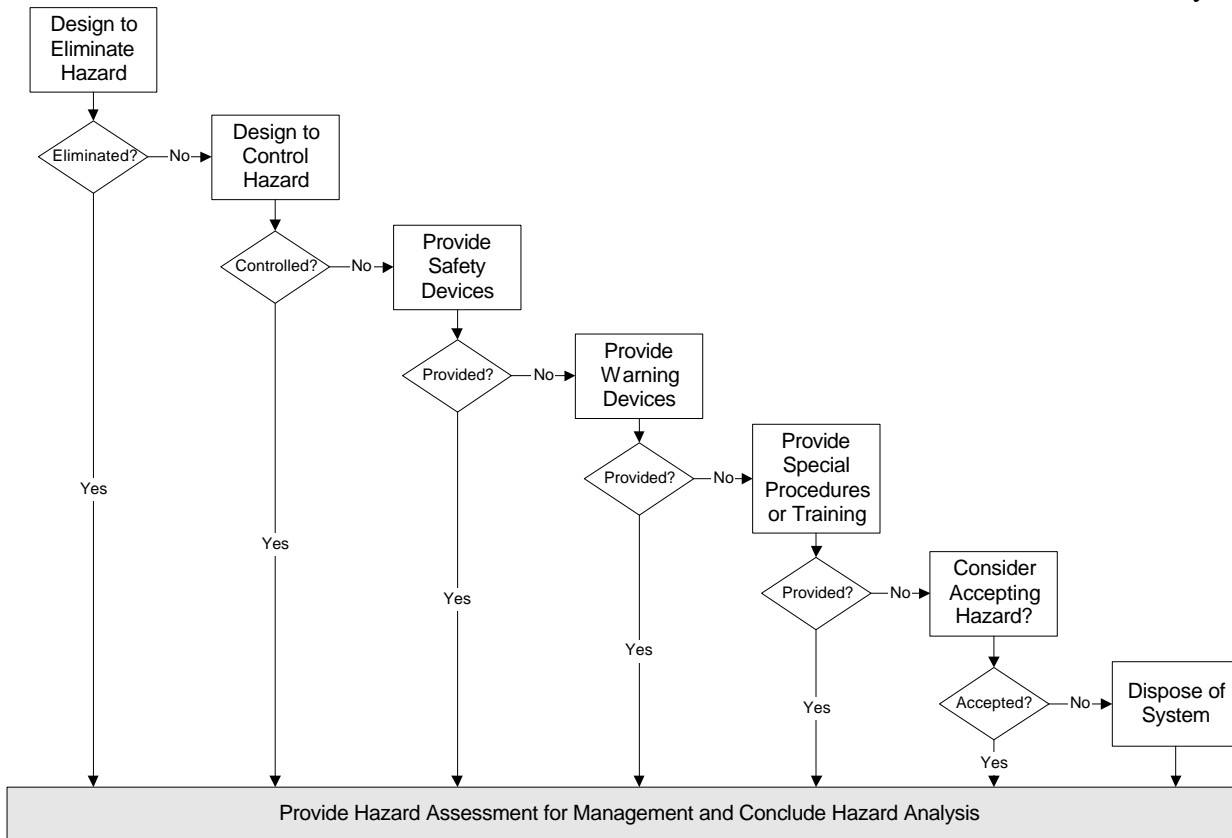 Design to
Eliminate
Hazard
Eliminated?
No
Design to
Control
Hazard
Controlled?
No
Provide
Safety
Devices
Provided?
No
Provide
Warning
Devices
Provided?
No
Provide
Special
Procedures
or Training
Provided?
No
Consider
Accepting
Hazard?
Accepted?
No
Dispose of
System
Yes
Yes
Yes
Yes
Yes
Yes
Provide Hazard Assessment for Management and Conclude Hazard Analysis